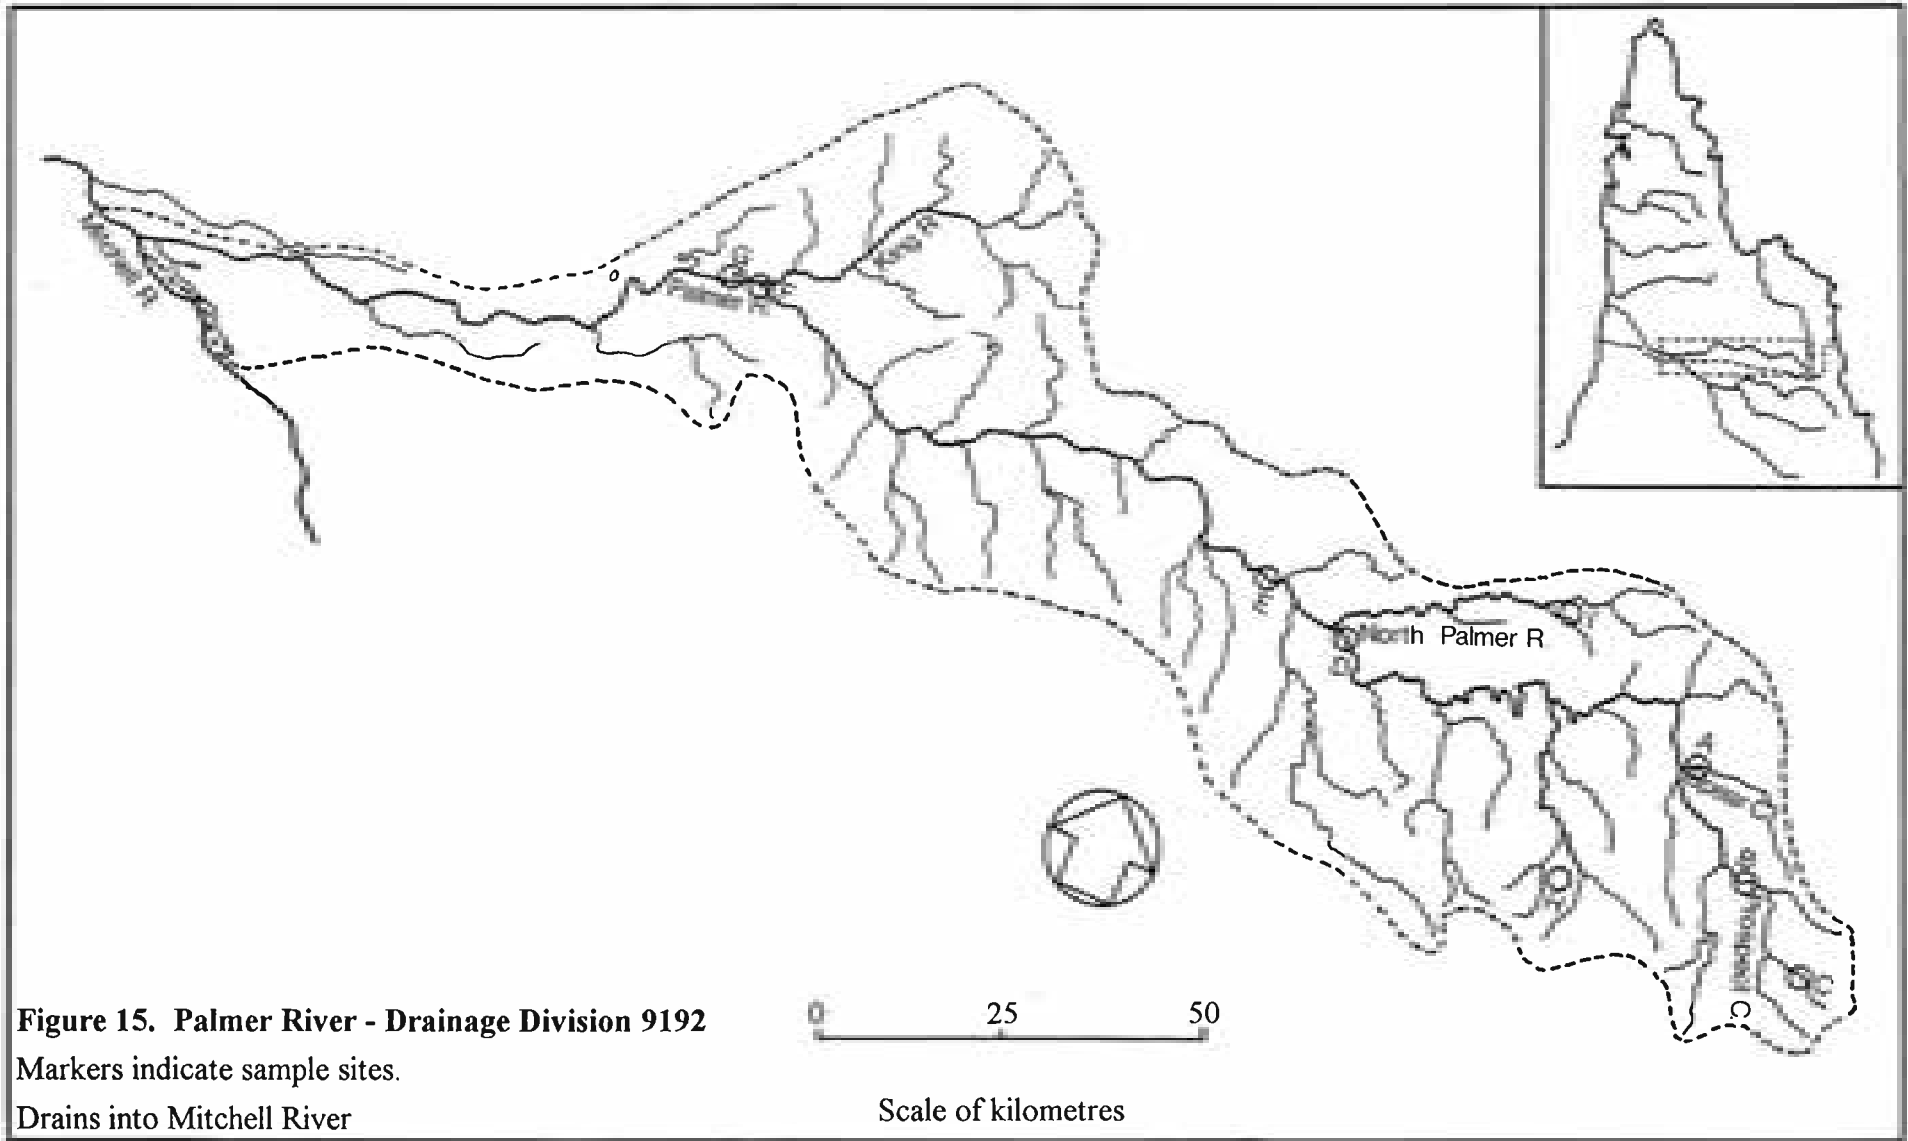 Palmer R
North Palmer R
C
0 25 50
Figure 15. Palmer River - Drainage Division 9192
Markers indicate sample sites.
Drains into Mitchell River
Scale of kilometres